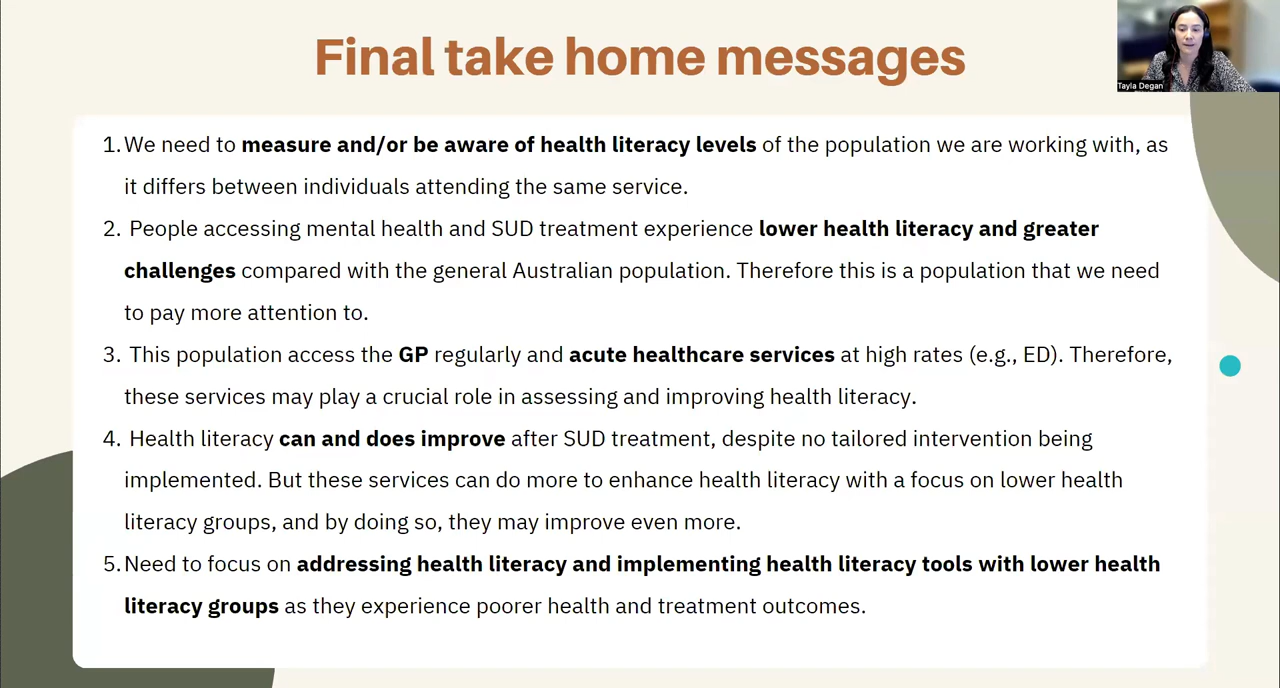 Final take home messages
Tayla Degan
1. We need to measure and/or be aware of health literacy levels of the population we are working with, as
it differs between individuals attending the same service.
2. People accessing mental health and SUD treatment experience lower health literacy and greater
challenges compared with the general Australian population. Therefore this is a population that we need
to pay more attention to.
3. This population access the GP regularly and acute healthcare services at high rates (e.g., ED). Therefore,
these services may play a crucial role in assessing and improving health literacy.
4. Health literacy can and does improve after SUD treatment, despite no tailored intervention being
implemented. But these services can do more to enhance health literacy with a focus on lower health
literacy groups, and by doing so, they may improve even more.
5. Need to focus on addressing health literacy and implementing health literacy tools with lower health
literacy groups as they experience poorer health and treatment outcomes.